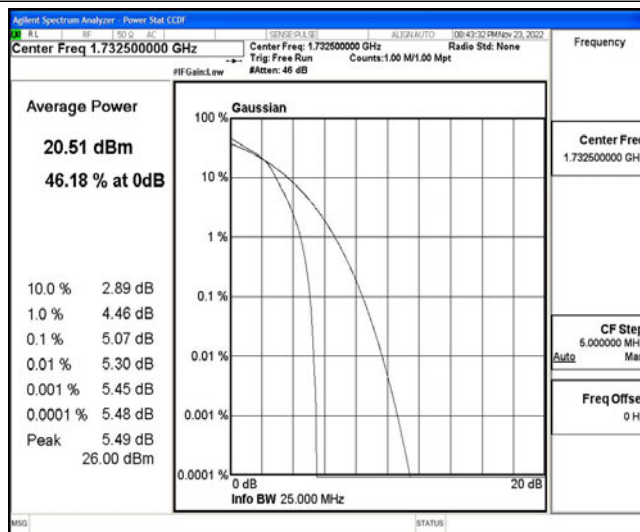 Agilent Spectrum Analyzer - Power Stat CCDF
RL RF 50 Ω AC SENSE:PULSE ALIGN AUTO 08:43:32 PM Nov 23, 2022
Center Freq 1.732500000 GHz
Center Freq: 1.732500000 GHz Radio Std: None
Trig: Free Run Counts:1.00 M/1.00 Mpt
#IFGain:Low #Atten: 46 dB
Frequency
Average Power
20.51 dBm
46.18 % at 0dB
10.0 % 2.89 dB
1.0 % 4.46 dB
0.1 % 5.07 dB
0.01 % 5.30 dB
0.001 % 5.45 dB
0.0001 % 5.48 dB
Peak 5.49 dB
26.00 dBm
Gaussian
100 %
10 %
1 %
0.1 %
0.01 %
0.001 %
0.0001 %
0 dB 20 dB
Info BW 25.000 MHz
Center Fre
1.732500000 GH
CF Step
5.000000 MH
Auto Ma
Freq Offse
0 H
MSG STATUS